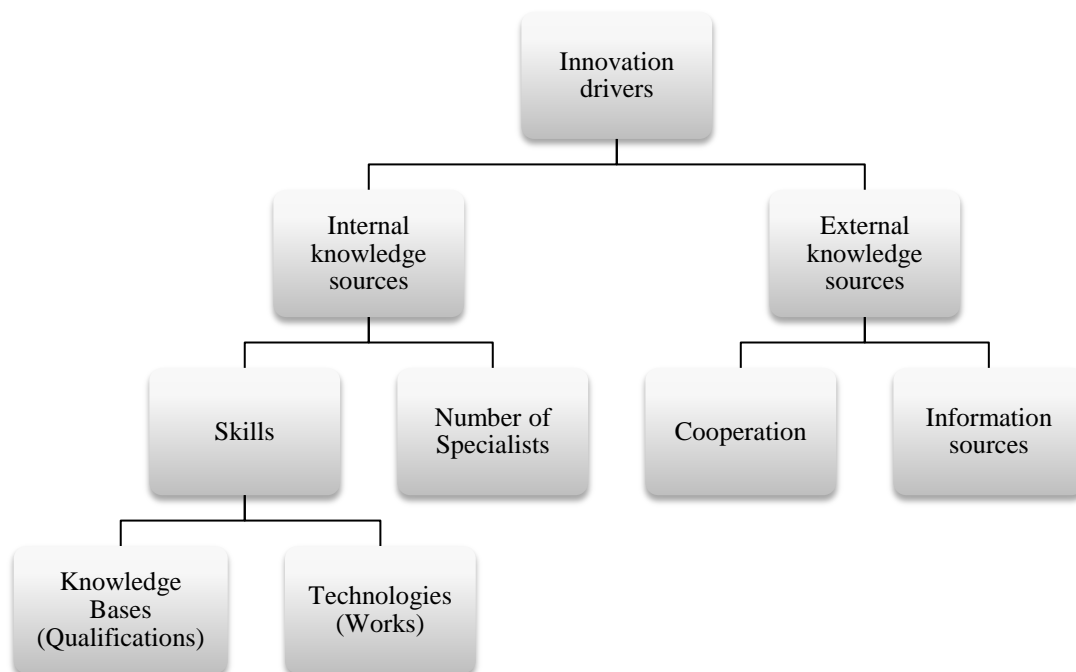 Innovation
drivers
Internal
knowledge
sources
External
knowledge
sources
Skills
Number of
Specialists
Cooperation
Information
sources
Knowledge
Bases
(Qualifications)
Technologies
(Works)